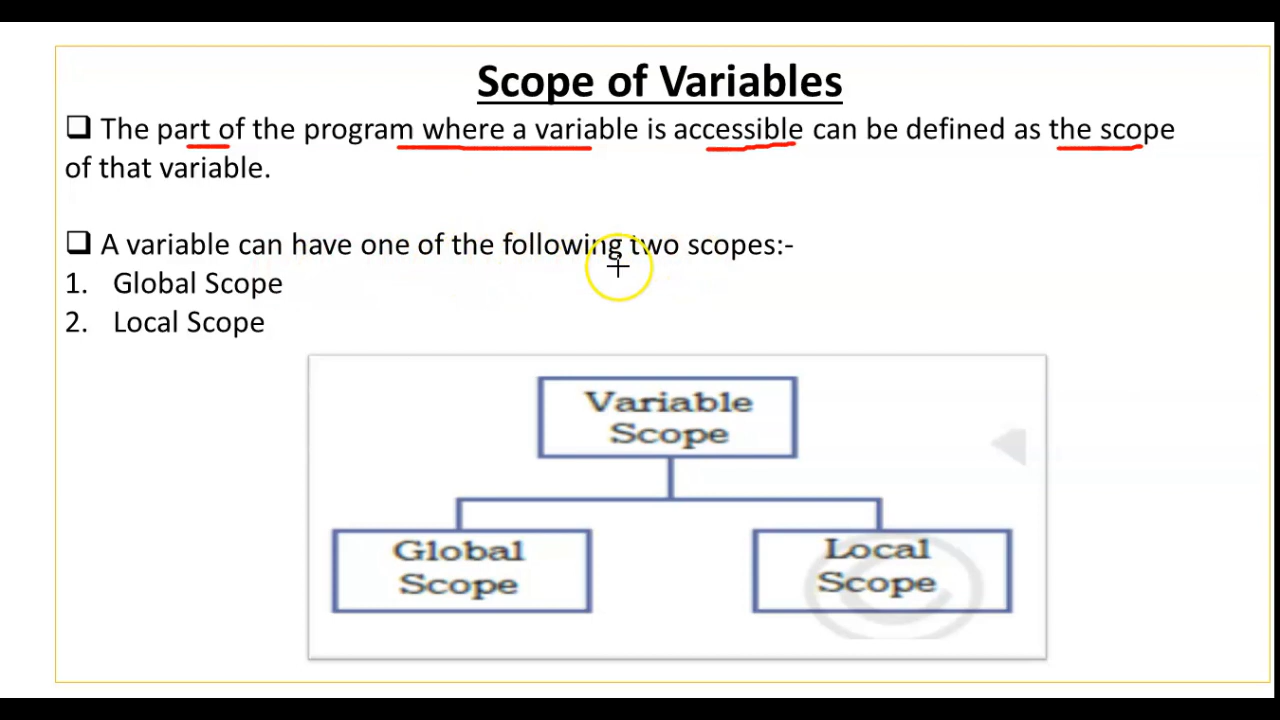 Scope of Variables
❑ The part of the program where a variable is accessible can be defined as the scope
of that variable.
❑ A variable can have one of the following two scopes:-
1. Global Scope
2. Local Scope
Variable
Scope
Global
Scope
Local
Scope